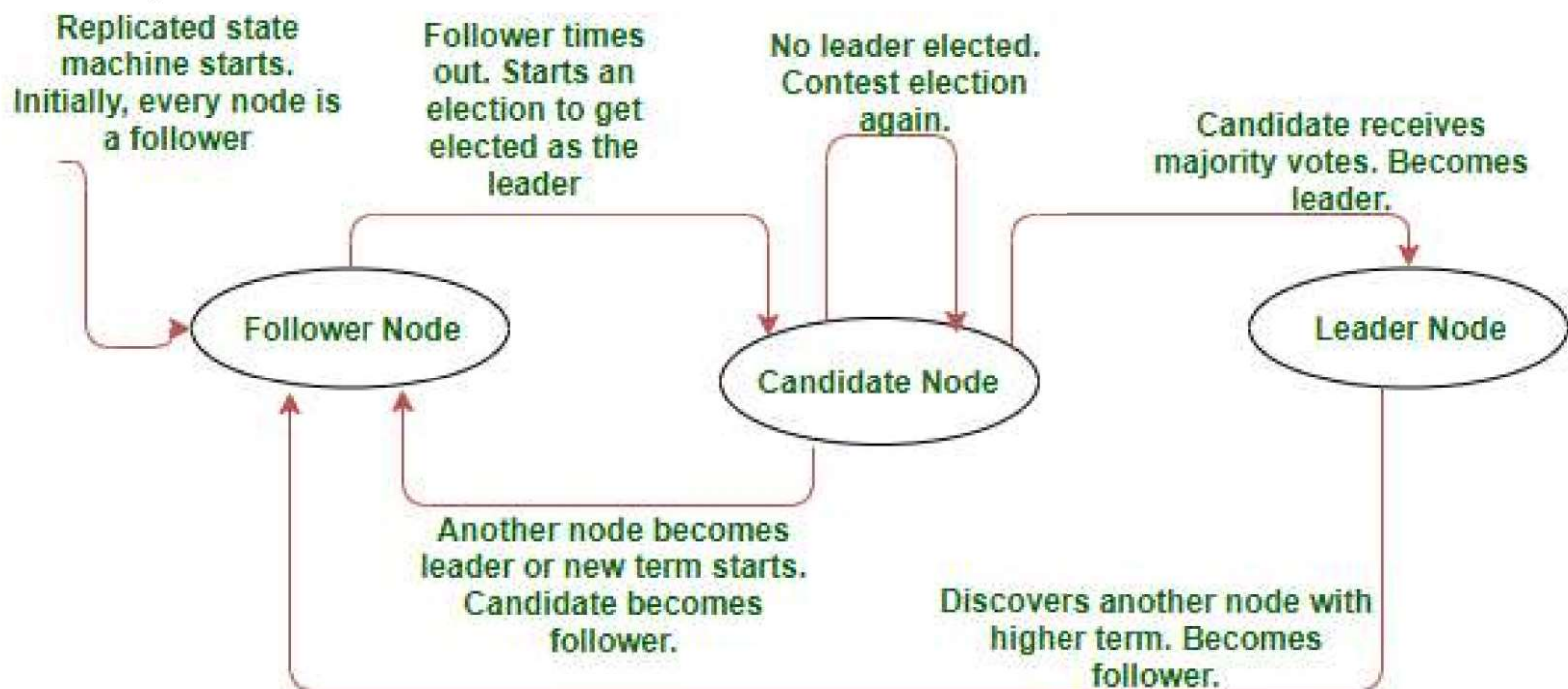 Replicated state
machine starts.
Initially, every node is
a follower
Follower times
out. Starts an
election to get
elected as the
leader
No leader elected.
Contest election
again.
Candidate receives
majority votes. Becomes
leader.
Follower Node
Candidate Node
Leader Node
Another node becomes
leader or new term starts.
Candidate becomes
follower.
Discovers another node with
higher term. Becomes
follower.